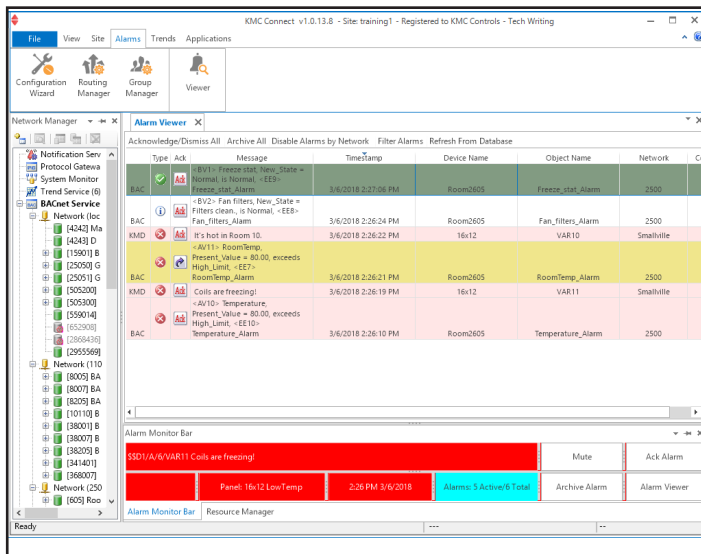 KMC Connect v1.0.13.8 - Site: training1 - Registered to KMC Controls - Tech Writing
File View Site Alarms Trends Applications
Configuration Wizard
Routing Manager
Group Manager
Viewer
Network Manager
Notification Serv
Protocol Gatewa
System Monitor
Trend Service (6)
BACnet Service
Network (loc
[4242] Ma
[4243] D
[15901] B
[25050] G
[25051] G
[505200]
[505300]
[559014]
[652908]
[2868436]
[2955569]
Network (110
[8005] BA
[8007] BA
[8205] BA
[10110] B
[38001] B
[38007] B
[38205] B
[341401]
[368007]
Network (250
[605] Roo
Alarm Viewer
Acknowledge/Dismiss All Archive All Disable Alarms by Network Filter Alarms Refresh From Database
Type Ack Message Timestamp Device Name Object Name Network
<BV1> Freeze stat, New_State =
Normal, is Normal, <EE9>
BAC Ack Freeze_stat_Alarm 3/6/2018 2:27:06 PM Room2605 Freeze_stat_Alarm 2500
<BV2> Fan filters, New_State =
Filters clean., is Normal, <EE8>
BAC Ack Fan_filters_Alarm 3/6/2018 2:26:24 PM Room2605 Fan_filters_Alarm 2500
KMD Ack It's hot in Room 10. 3/6/2018 2:26:22 PM 16x12 VAR10 Smallville
<AV11> RoomTemp,
Present_Value = 80.00, exceeds
High_Limit, <EE7>
BAC RoomTemp_Alarm 3/6/2018 2:26:21 PM Room2605 RoomTemp_Alarm 2500
KMD Ack Coils are freezing! 3/6/2018 2:26:19 PM 16x12 VAR11 Smallville
<AV10> Temperature,
Present_Value = 80.00, exceeds
High_Limit, <EE10>
BAC Ack Temperature_Alarm 3/6/2018 2:26:10 PM Room2605 Temperature_Alarm 2500
Alarm Monitor Bar
$$D1/A/6/VAR11 Coils are freezing! Mute Ack Alarm
Panel: 16x12 LowTemp 2:26 PM 3/6/2018 Alarms: 5 Active/6 Total Archive Alarm Alarm Viewer
Alarm Monitor Bar Resource Manager
Ready --- --